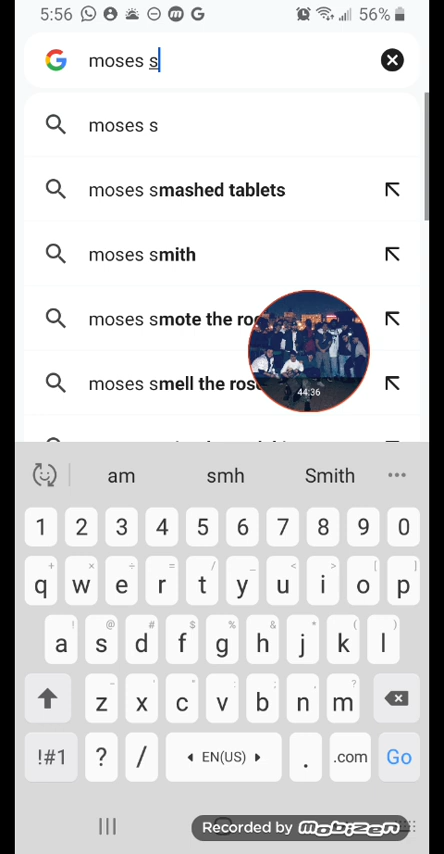 5:56 56%
moses s
moses s
moses smashed tablets
moses smith
moses smote the
moses smell the
44:36
am smh Smith
1 2 3 4 5 6 7 8 9 0
+ × ÷ = / _ < > [ ]
q w e r t y u i o p
! @ # $ % & * ( )
a s d f g h j k l
- ' " : ; , ?
z x c v b n m
!#1 ? / EN(US) . .com Go
Recorded by mobizen